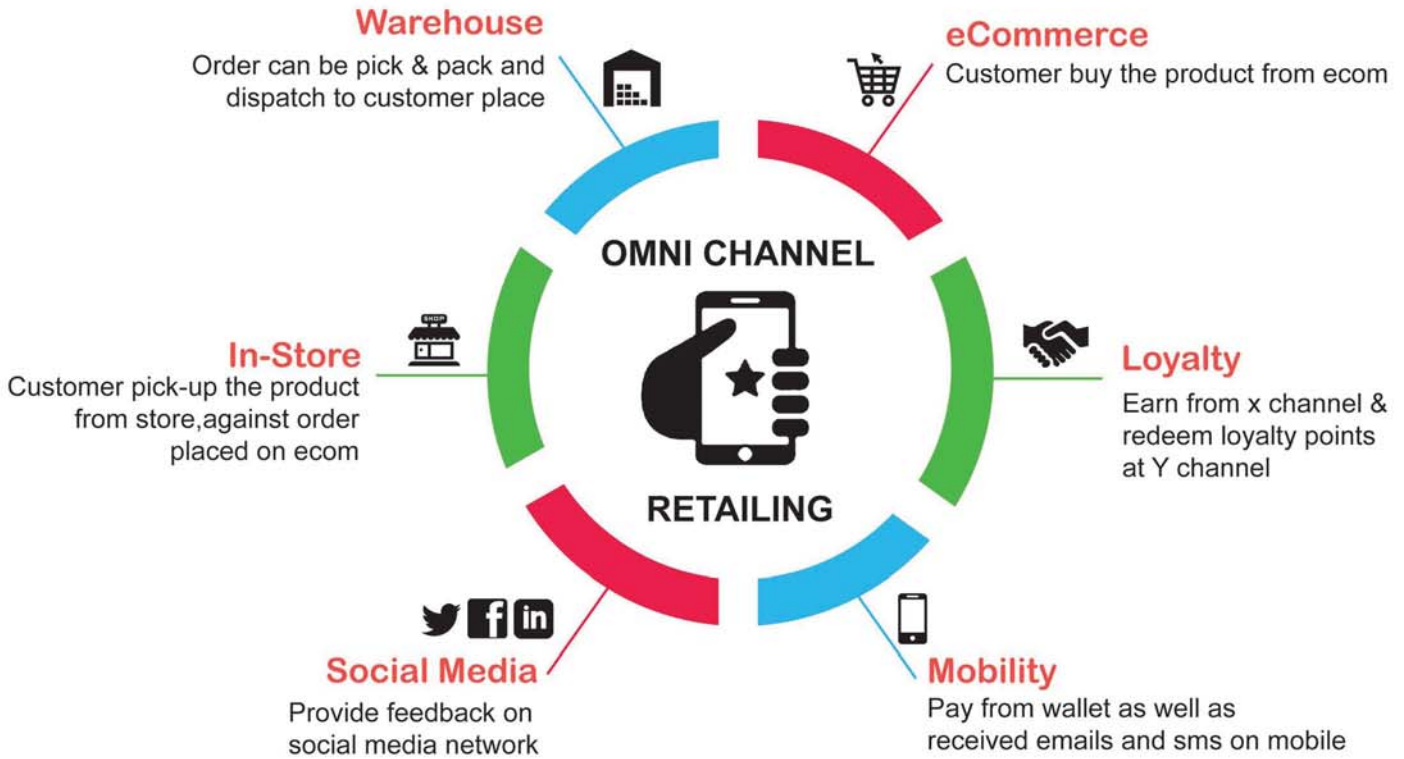 Warehouse
Order can be pick & pack and
dispatch to customer place
eCommerce
Customer buy the product from ecom
OMNI CHANNEL
RETAILING
SHOP
In-Store
Customer pick-up the product
from store,against order
placed on ecom
Loyalty
Earn from x channel &
redeem loyalty points
at Y channel
f
in
Social Media
Provide feedback on
social media network
Mobility
Pay from wallet as well as
received emails and sms on mobile